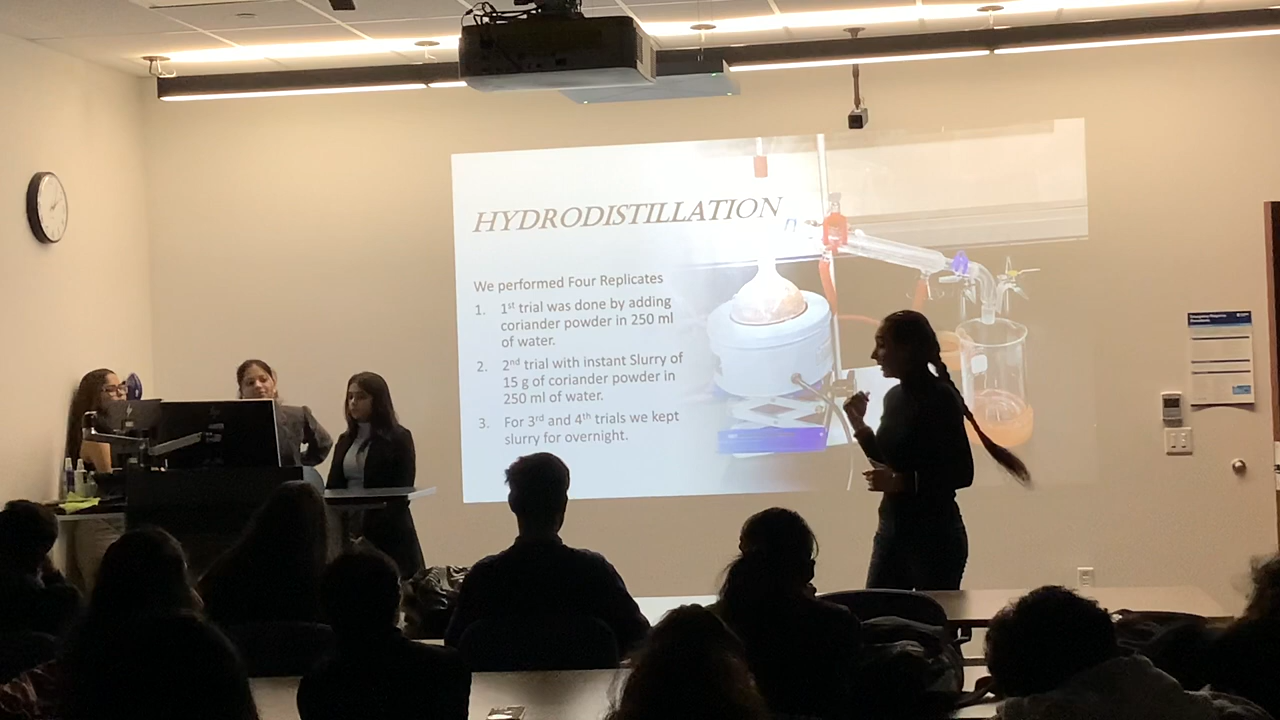 HYDRODISTILLATION
We performed Four Replicates
1. 1st trial was done by adding
coriander powder in 250 ml
of water.
2. 2nd trial with instant Slurry of
15 g of coriander powder in
250 ml of water.
3. For 3rd and 4th trials we kept
slurry for overnight.